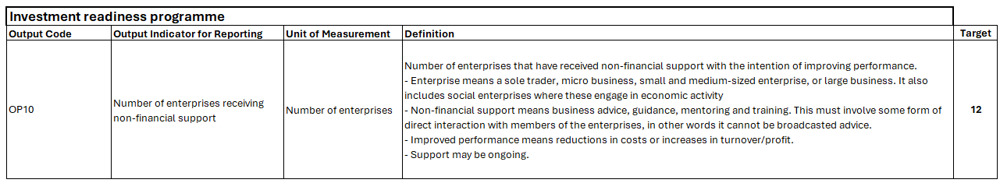 Investment readiness programme
Output Code
Output Indicator for Reporting
Unit of Measurement
Definition
Target
OP10
Number of enterprises receiving
non-financial support
Number of enterprises
Number of enterprises that have received non-financial support with the intention of improving performance.
- Enterprise means a sole trader, micro business, small and medium-sized enterprise, or large business. It also
includes social enterprises where these engage in economic activity
- Non-financial support means business advice, guidance, mentoring and training. This must involve some form of
direct interaction with members of the enterprises, in other words it cannot be broadcasted advice.
- Improved performance means reductions in costs or increases in turnover/profit.
- Support may be ongoing.
12